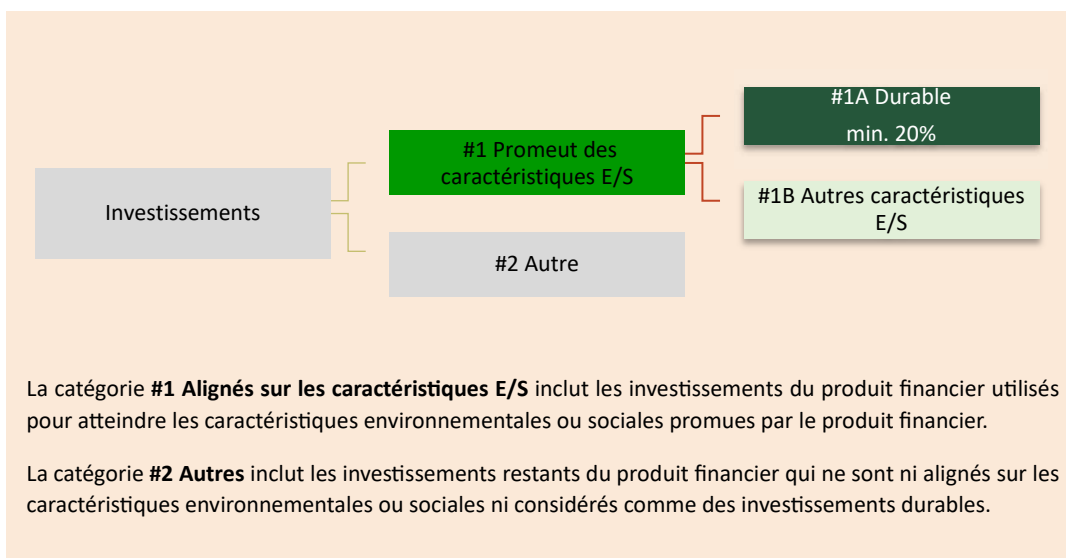 #1A Durable
min. 20%
#1 Promeut des
caractéristiques E/S
#1B Autres caractéristiques
E/S
Investissements
#2 Autre
La catégorie #1 Alignés sur les caractéristiques E/S inclut les investissements du produit financier utilisés
pour atteindre les caractéristiques environnementales ou sociales promues par le produit financier.
La catégorie #2 Autres inclut les investissements restants du produit financier qui ne sont ni alignés sur les
caractéristiques environnementales ou sociales ni considérés comme des investissements durables.